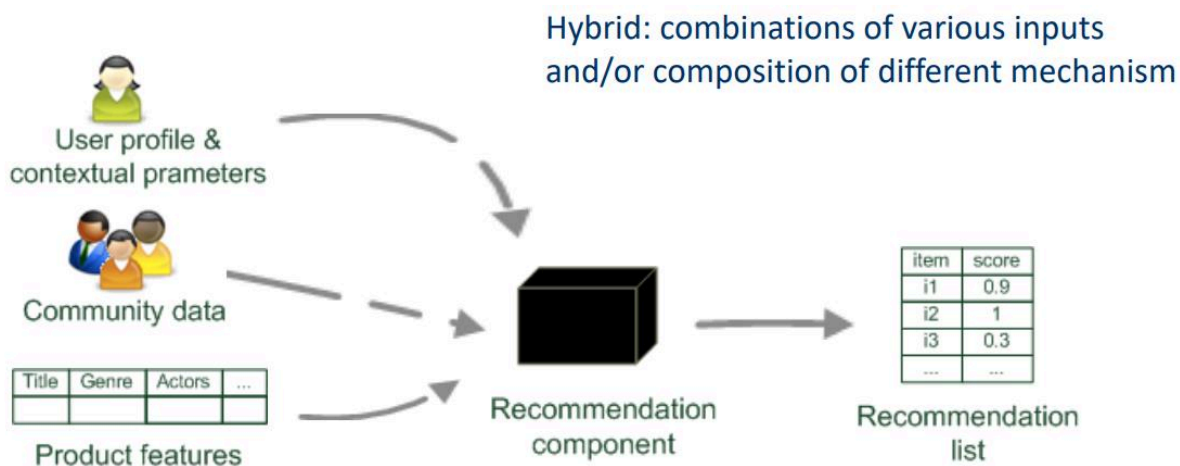 Hybrid: combinations of various inputs
and/or composition of different mechanism
User profile &
contextual prameters
Community data
Title Genre Actors ...
Product features
Recommendation
component
item score
i1 0.9
i2 1
i3 0.3
... ...
Recommendation
list